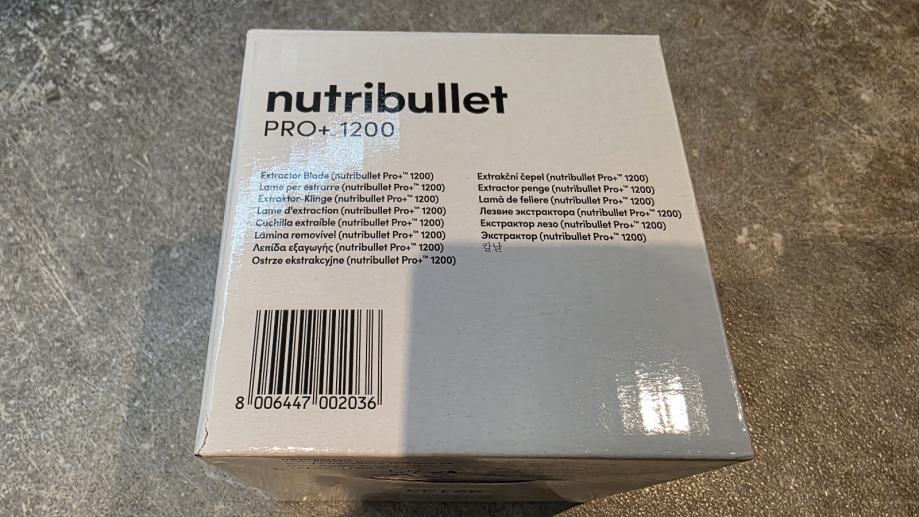 nutribullet
PRO+ 1200
Extractor Blade (nutribullet Pro+™ 1200)
Lame per estrarre (nutribullet Pro+™ 1200)
Extraktor-Klinge (nutribullet Pro+™ 1200)
Lame d'extraction (nutribullet Pro+™ 1200)
Cuchilla extraíble (nutribullet Pro+™ 1200)
Lâmina removível (nutribullet Pro+™ 1200)
Λεπίδα εξαγωγής (nutribullet Pro+™ 1200)
Ostrze ekstrakcyjne (nutribullet Pro+™ 1200)
Extrakční čepel (nutribullet Pro+™ 1200)
Extractor penge (nutribullet Pro+™ 1200)
Lamă de feliere (nutribullet Pro+™ 1200)
Лезвие экстрактора (nutribullet Pro+™ 1200)
Екстрактор лезо (nutribullet Pro+™ 1200)
Экстрактор (nutribullet Pro+™ 1200)
칼날
8 006447 002036